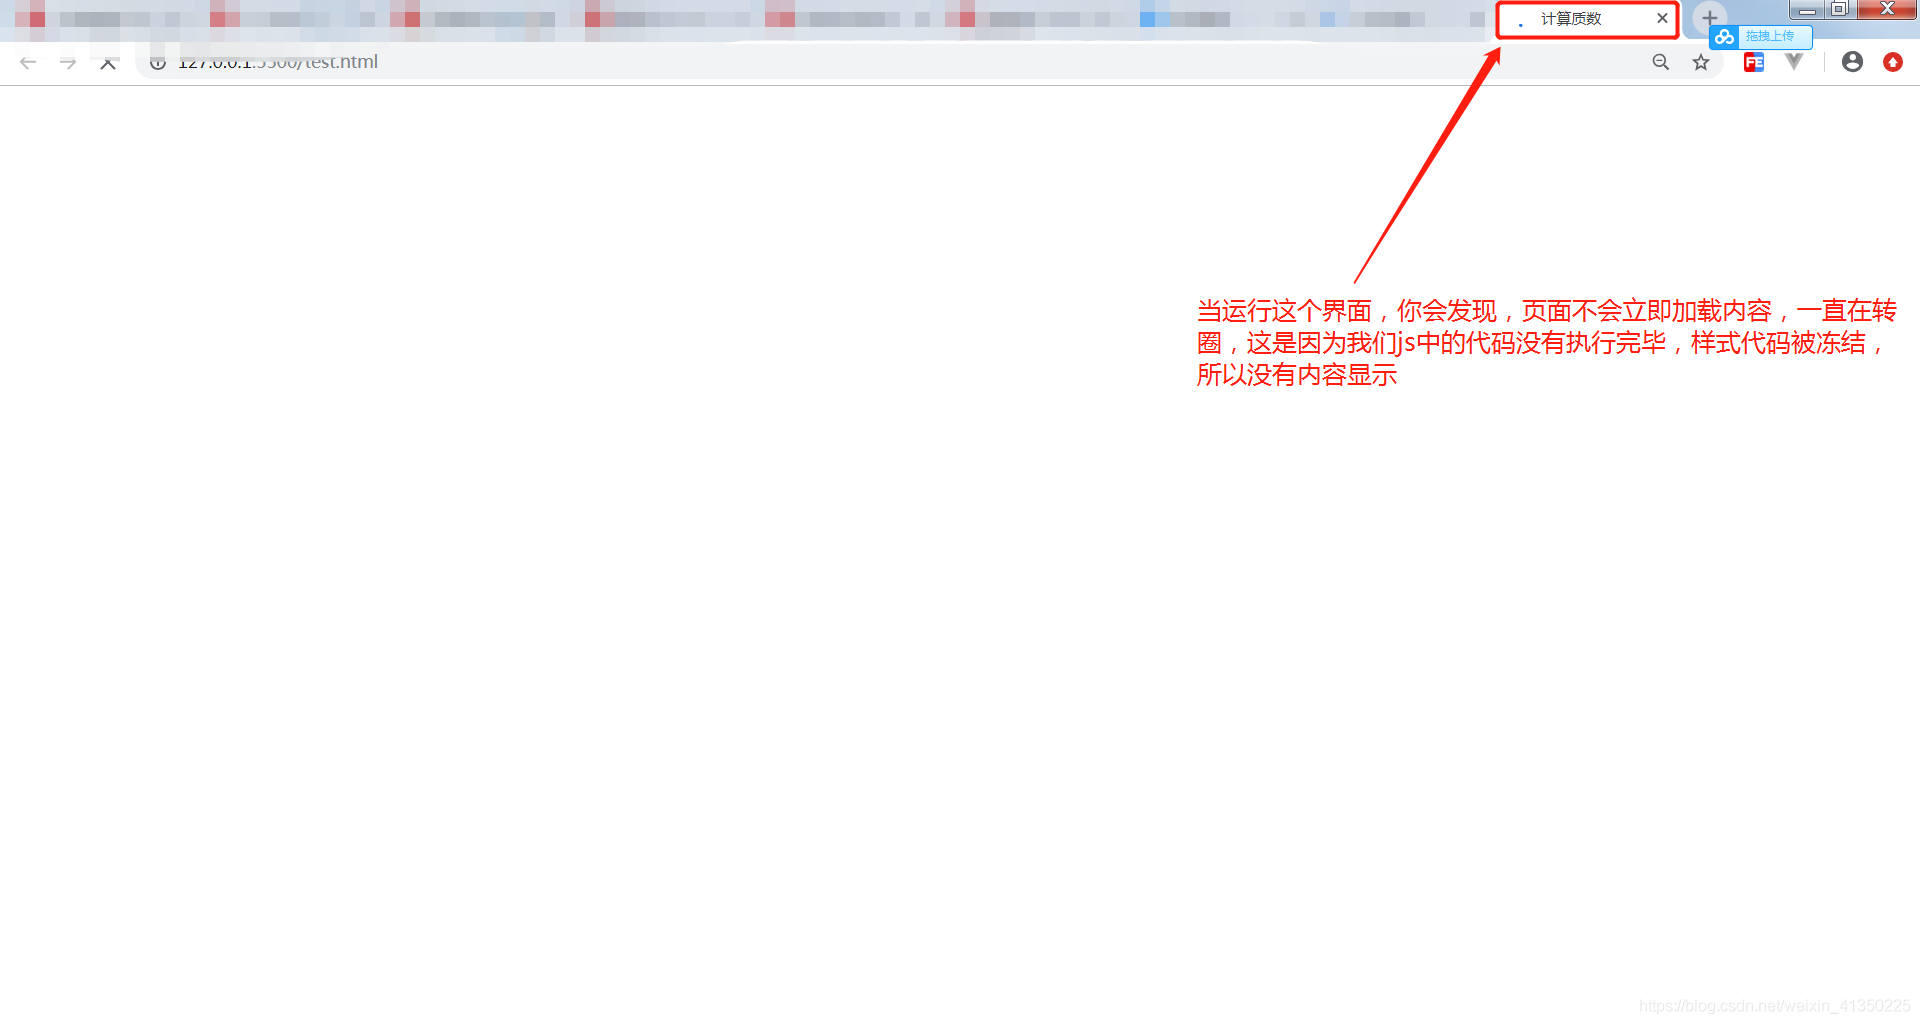 计算质数
拖拽上传
127.0.0.1:5500/test.html
FE
当运行这个界面，你会发现，页面不会立即加载内容，一直在转
圈，这是因为我们js中的代码没有执行完毕，样式代码被冻结，
所以没有内容显示
https://blog.csdn.net/weixin_41350225